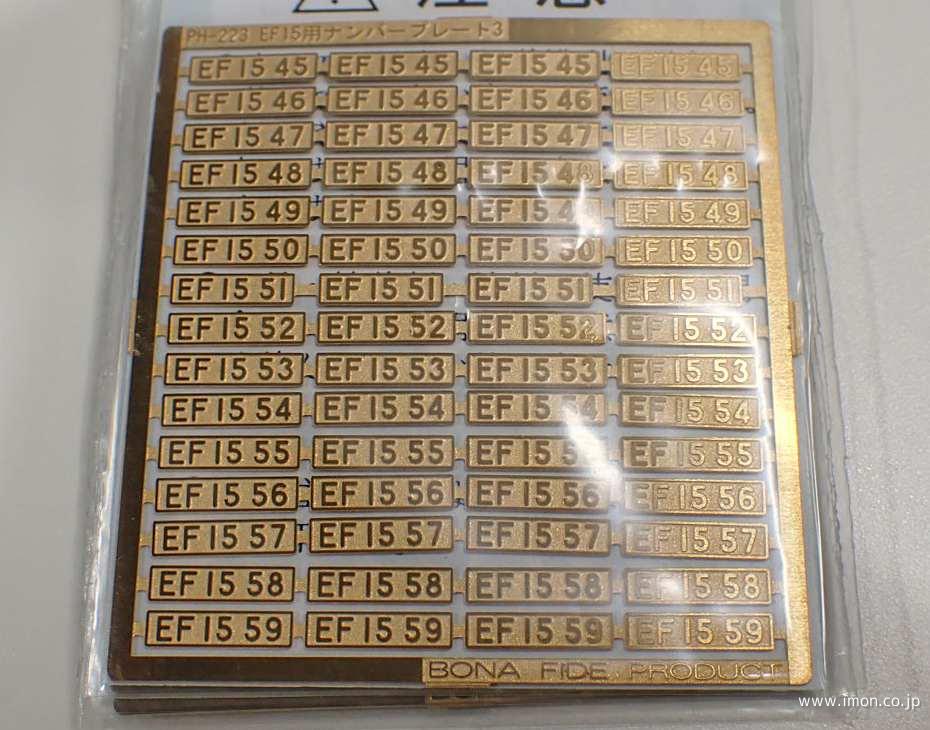 注意
PH-223 EF15用ナンバープレート3
EF15 45 EF15 45 EF15 45 EF15 45
EF15 46 EF15 46 EF15 46 EF15 46
EF15 47 EF15 47 EF15 47 EF15 47
EF15 48 EF15 48 EF15 48 EF15 48
EF15 49 EF15 49 EF15 49 EF15 49
EF15 50 EF15 50 EF15 50 EF15 50
EF15 51 EF15 51 EF15 51 EF15 51
EF15 52 EF15 52 EF15 52 EF15 52
EF15 53 EF15 53 EF15 53 EF15 53
EF15 54 EF15 54 EF15 54 EF15 54
EF15 55 EF15 55 EF15 55 EF15 55
EF15 56 EF15 56 EF15 56 EF15 56
EF15 57 EF15 57 EF15 57 EF15 57
EF15 58 EF15 58 EF15 58 EF15 58
EF15 59 EF15 59 EF15 59 EF15 59
BONA FIDE PRODUCT
www.imon.co.jp